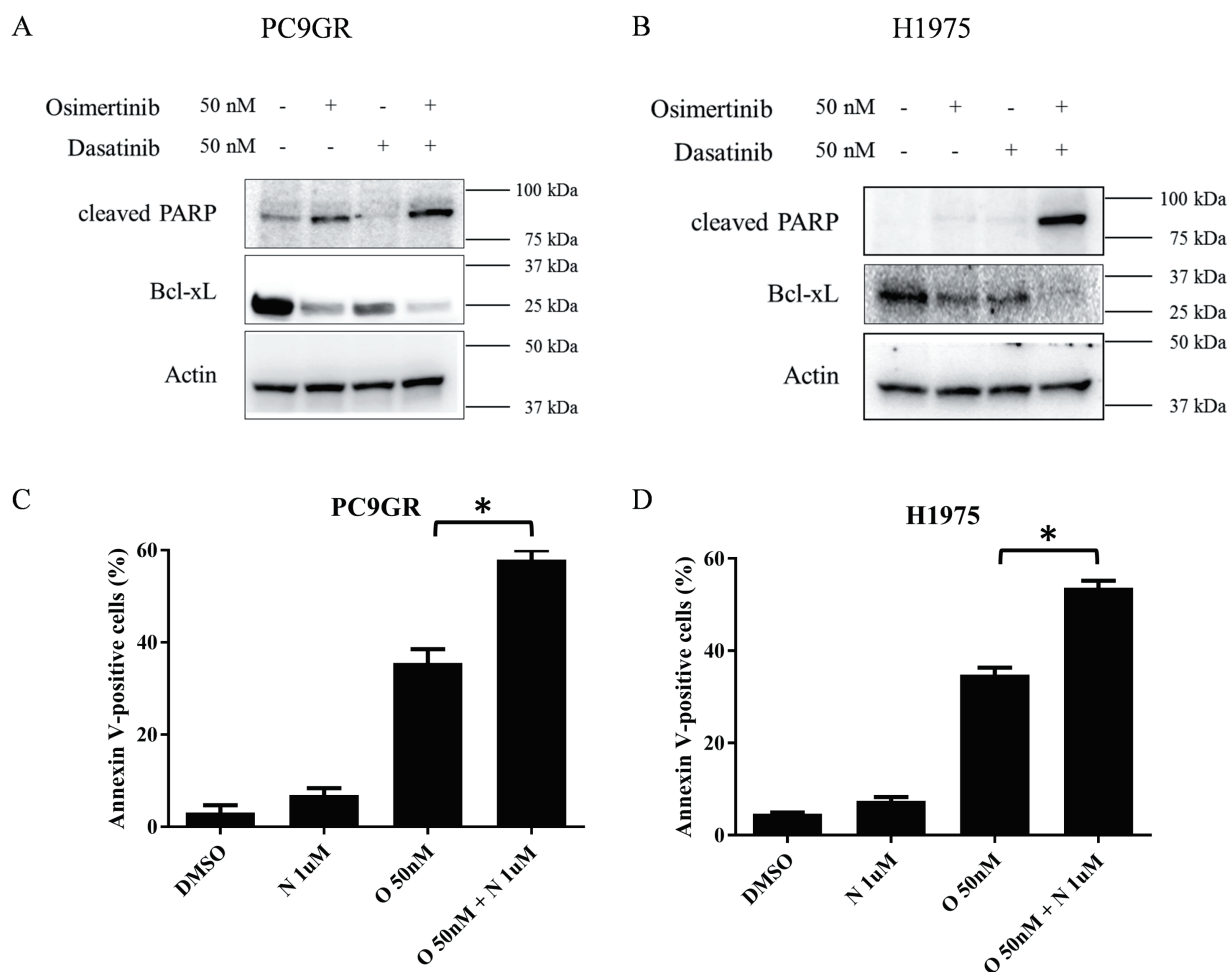 A
PC9GR
Osimertinib 50 nM - + - +
Dasatinib 50 nM - - + +
cleaved PARP
100 kDa
75 kDa
Bcl-xL
37 kDa
25 kDa
Actin
50 kDa
37 kDa
B
H1975
Osimertinib 50 nM - + - +
Dasatinib 50 nM - - + +
cleaved PARP
100 kDa
75 kDa
Bcl-xL
37 kDa
25 kDa
Actin
50 kDa
37 kDa
C
PC9GR
*
Annexin V-positive cells (%)
60
40
20
0
DMSO
N 1uM
O 50nM
O 50nM + N 1uM
D
H1975
*
Annexin V-positive cells (%)
60
40
20
0
DMSO
N 1uM
O 50nM
O 50nM + N 1uM